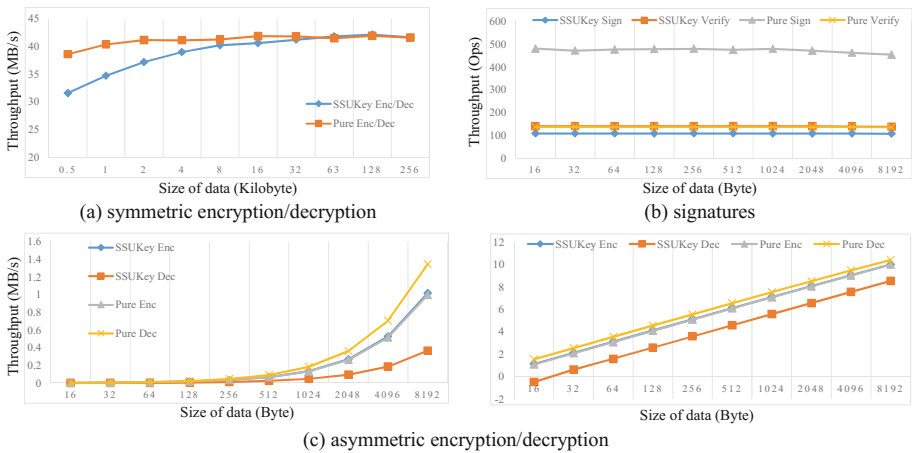 Throughput (MB/s)
45
40
35
30
25
20
SSUKey Enc/Dec
Pure Enc/Dec
0.5 1 2 4 8 16 32 63 128 256
Size of data (Kilobyte)
(a) symmetric encryption/decryption
SSUKey Sign SSUKey Verify Pure Sign Pure Verify
Throughput (Ops)
600
500
400
300
200
100
0
16 32 64 128 256 512 1024 2048 4096 8192
Size of data (Byte)
(b) signatures
Throughput (MB/s)
1.6
1.4
1.2
1
0.8
0.6
0.4
0.2
0
SSUKey Enc
SSUKey Dec
Pure Enc
Pure Dec
16 32 64 128 256 512 1024 2048 4096 8192
Size of data (Byte)
SSUKey Enc SSUKey Dec Pure Enc Pure Dec
12
10
8
6
4
2
0
-2
16 32 64 128 256 512 1024 2048 4096 8192
Size of data (Byte)
(c) asymmetric encryption/decryption